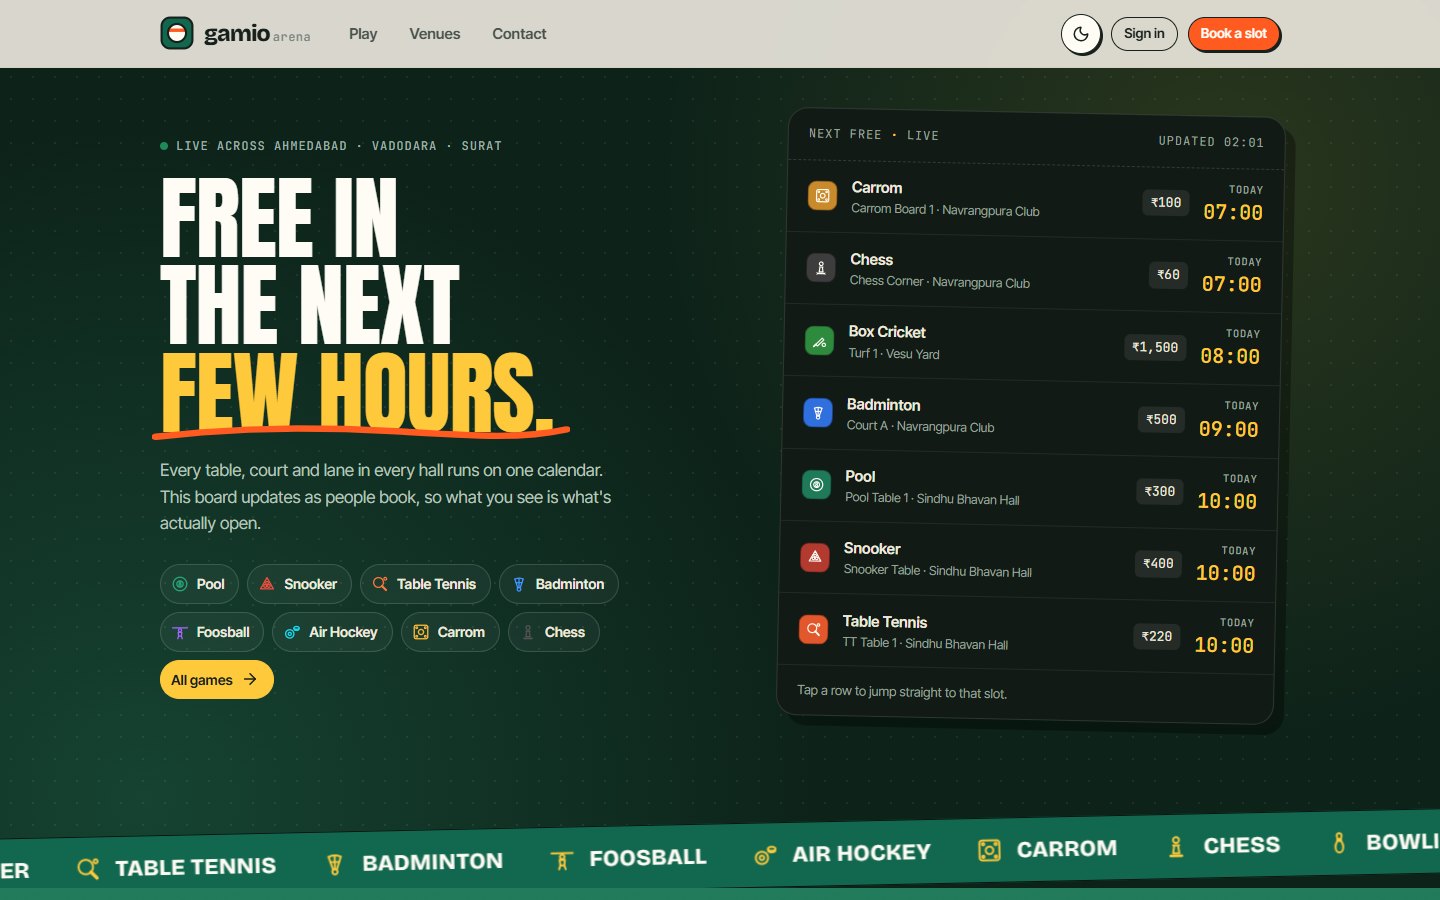 gamio arena
Play
Venues
Contact
Sign in
Book a slot
LIVE ACROSS AHMEDABAD · VADODARA · SURAT
FREE IN
THE NEXT
FEW HOURS.
Every table, court and lane in every hall runs on one calendar.
This board updates as people book, so what you see is what's
actually open.
Pool
Snooker
Table Tennis
Badminton
Foosball
Air Hockey
Carrom
Chess
All games
NEXT FREE · LIVE
UPDATED 02:01
Carrom
Carrom Board 1 · Navrangpura Club
₹100
TODAY
07:00
Chess
Chess Corner · Navrangpura Club
₹60
TODAY
07:00
Box Cricket
Turf 1 · Vesu Yard
₹1,500
TODAY
08:00
Badminton
Court A · Navrangpura Club
₹500
TODAY
09:00
Pool
Pool Table 1 · Sindhu Bhavan Hall
₹300
TODAY
10:00
Snooker
Snooker Table · Sindhu Bhavan Hall
₹400
TODAY
10:00
Table Tennis
TT Table 1 · Sindhu Bhavan Hall
₹220
TODAY
10:00
Tap a row to jump straight to that slot.
ER TABLE TENNIS BADMINTON FOOSBALL AIR HOCKEY CARROM CHESS BOWLI